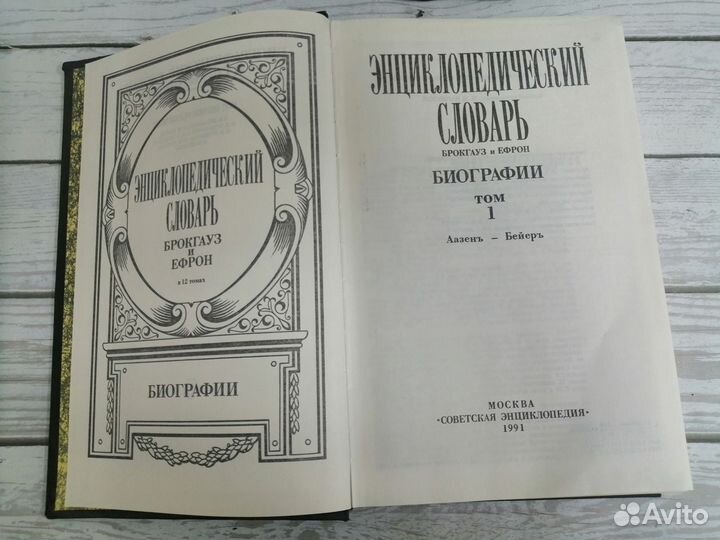 ЭНЦИКЛОПЕДИЧЕСКИЙ
СЛОВАРЬ
БРОКГАУЗ
и
ЕФРОН
в 12 томах
БИОГРАФИИ
ЭНЦИКЛОПЕДИЧЕСКИЙ
СЛОВАРЬ
БРОКГАУЗ и ЕФРОН
БИОГРАФИИ
ТОМ
1
Аазенъ – Бейеръ
МОСКВА
«СОВЕТСКАЯ ЭНЦИКЛОПЕДИЯ»
1991
Avito